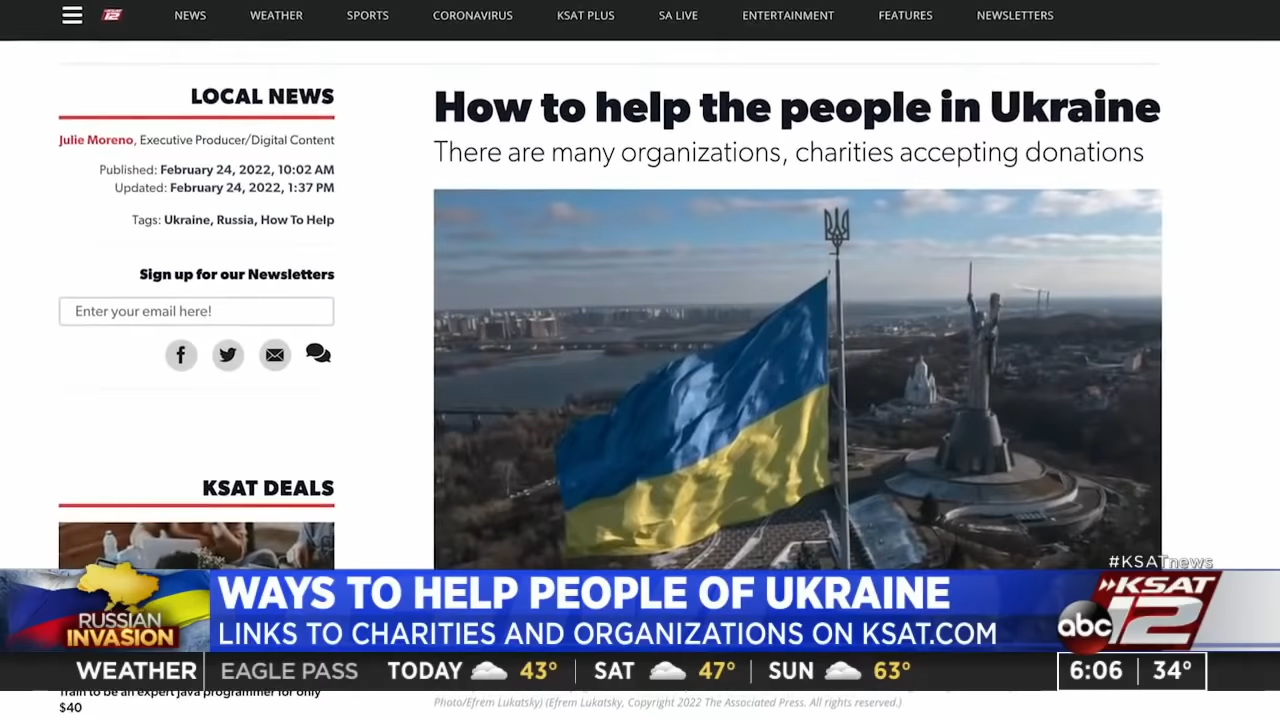 12
NEWS WEATHER SPORTS CORONAVIRUS KSAT PLUS SA LIVE ENTERTAINMENT FEATURES NEWSLETTERS
LOCAL NEWS
Julie Moreno, Executive Producer/Digital Content
Published: February 24, 2022, 10:02 AM
Updated: February 24, 2022, 1:37 PM
Tags: Ukraine, Russia, How To Help
Sign up for our Newsletters
Enter your email here!
KSAT DEALS
How to help the people in Ukraine
There are many organizations, charities accepting donations
#KSATnews
RUSSIAN
INVASION
WAYS TO HELP PEOPLE OF UKRAINE
LINKS TO CHARITIES AND ORGANIZATIONS ON KSAT.COM
KSAT
abc 12
WEATHER EAGLE PASS TODAY 43° SAT 47° SUN 63° 6:06 34°
Train to be an expert java programmer for only
$40
Photo/Efrem Lukatsky) (Efrem Lukatsky, Copyright 2022 The Associated Press. All rights reserved.)